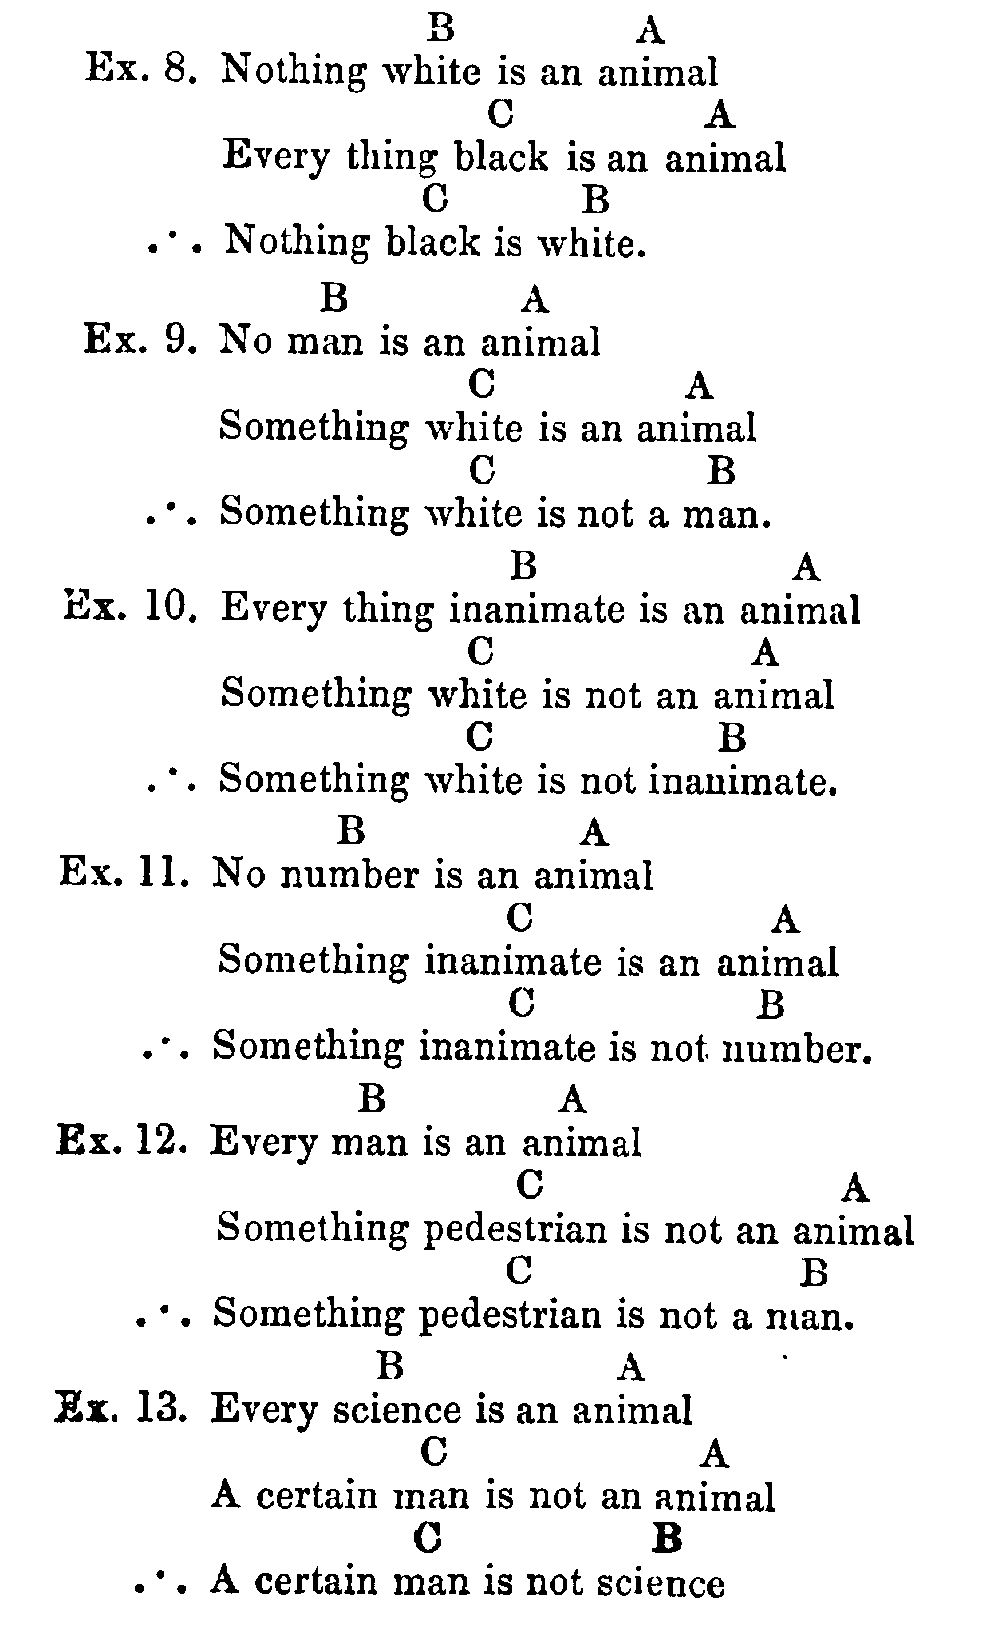 B A
Ex. 8. Nothing white is an animal
C A
Every thing black is an animal
C B
∴ Nothing black is white.
B A
Ex. 9. No man is an animal
C A
Something white is an animal
C B
∴ Something white is not a man.
B A
Ex. 10. Every thing inanimate is an animal
C A
Something white is not an animal
C B
∴ Something white is not inanimate.
B A
Ex. 11. No number is an animal
C A
Something inanimate is an animal
C B
∴ Something inanimate is not number.
B A
Ex. 12. Every man is an animal
C A
Something pedestrian is not an animal
C B
∴ Something pedestrian is not a man.
B A
Ex. 13. Every science is an animal
C A
A certain man is not an animal
C B
∴ A certain man is not science